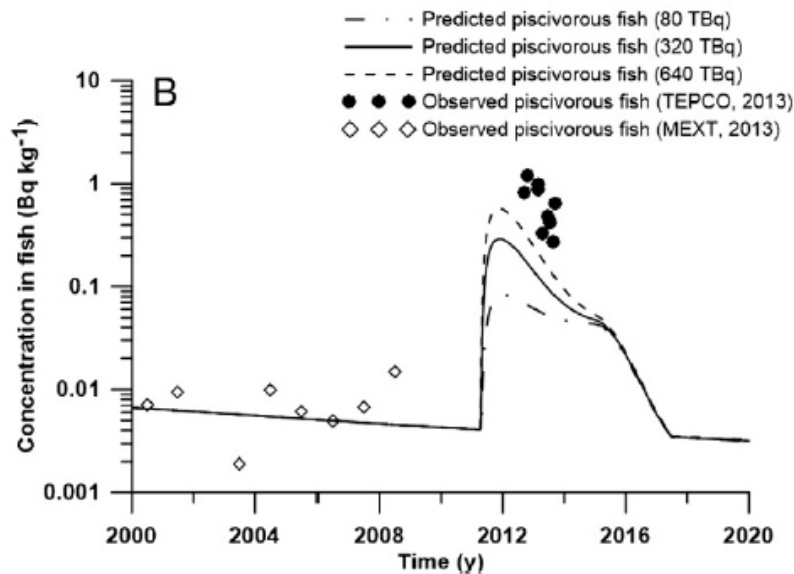 Predicted piscivorous fish (80 TBq)
Predicted piscivorous fish (320 TBq)
Predicted piscivorous fish (640 TBq)
Observed piscivorous fish (TEPCO, 2013)
Observed piscivorous fish (MEXT, 2013)
B
Concentration in fish (Bq kg⁻¹)
10
1
0.1
0.01
0.001
2000 2004 2008 2012 2016 2020
Time (y)